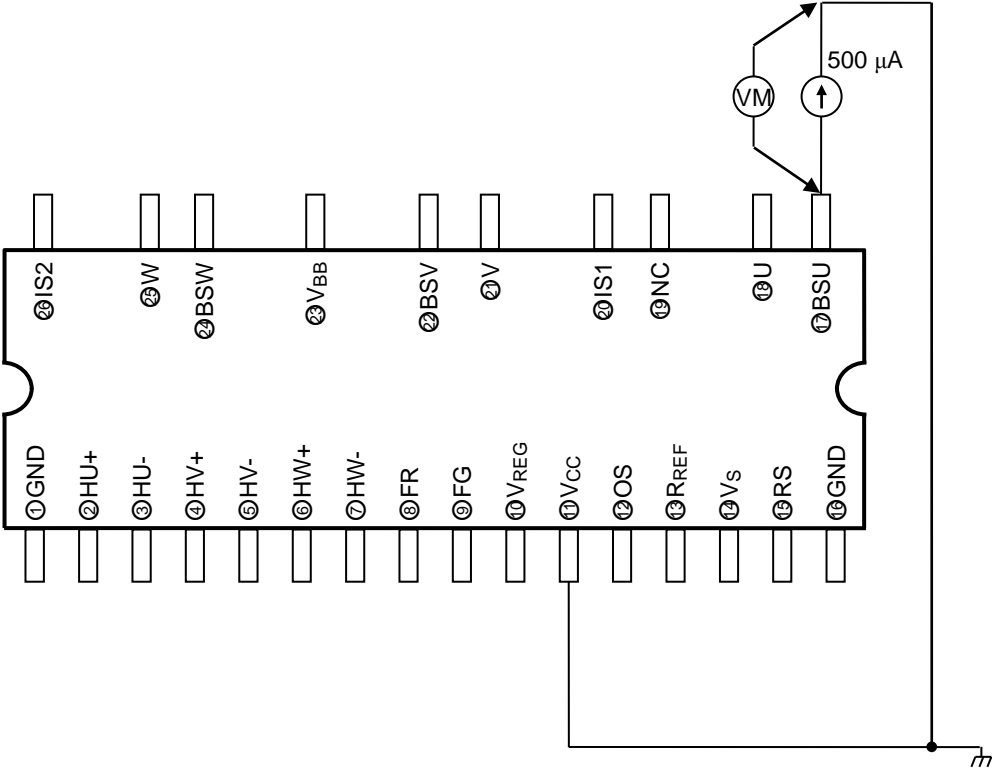 500 μA
VM
㉖IS2
㉕W
㉔BSW
㉓VBB
㉒BSV
㉑V
⑳IS1
⑲NC
⑱U
⑰BSU
①GND
②HU+
③HU-
④HV+
⑤HV-
⑥HW+
⑦HW-
⑧FR
⑨FG
⑩VREG
⑪VCC
⑫OS
⑬RREF
⑭VS
⑮RS
⑯GND